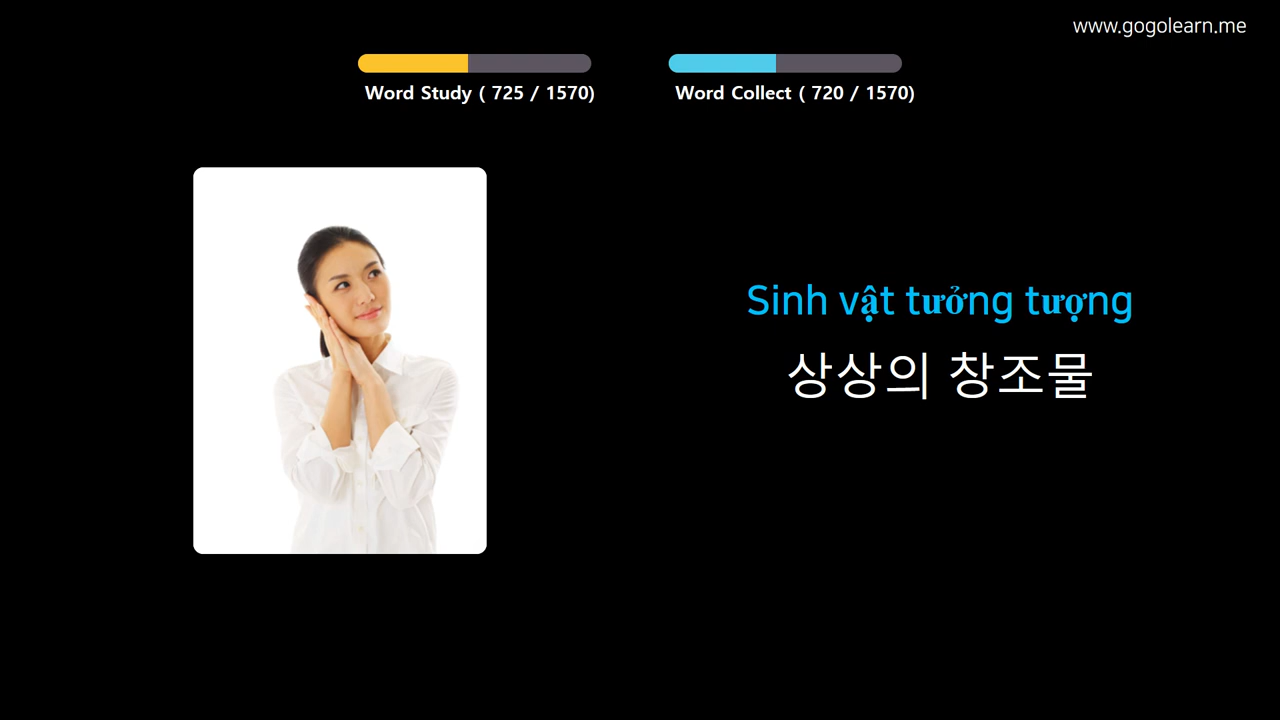 www.gogolearn.me
Word Study ( 725 / 1570)
Word Collect ( 720 / 1570)
Sinh vật tưởng tượng
상상의 창조물